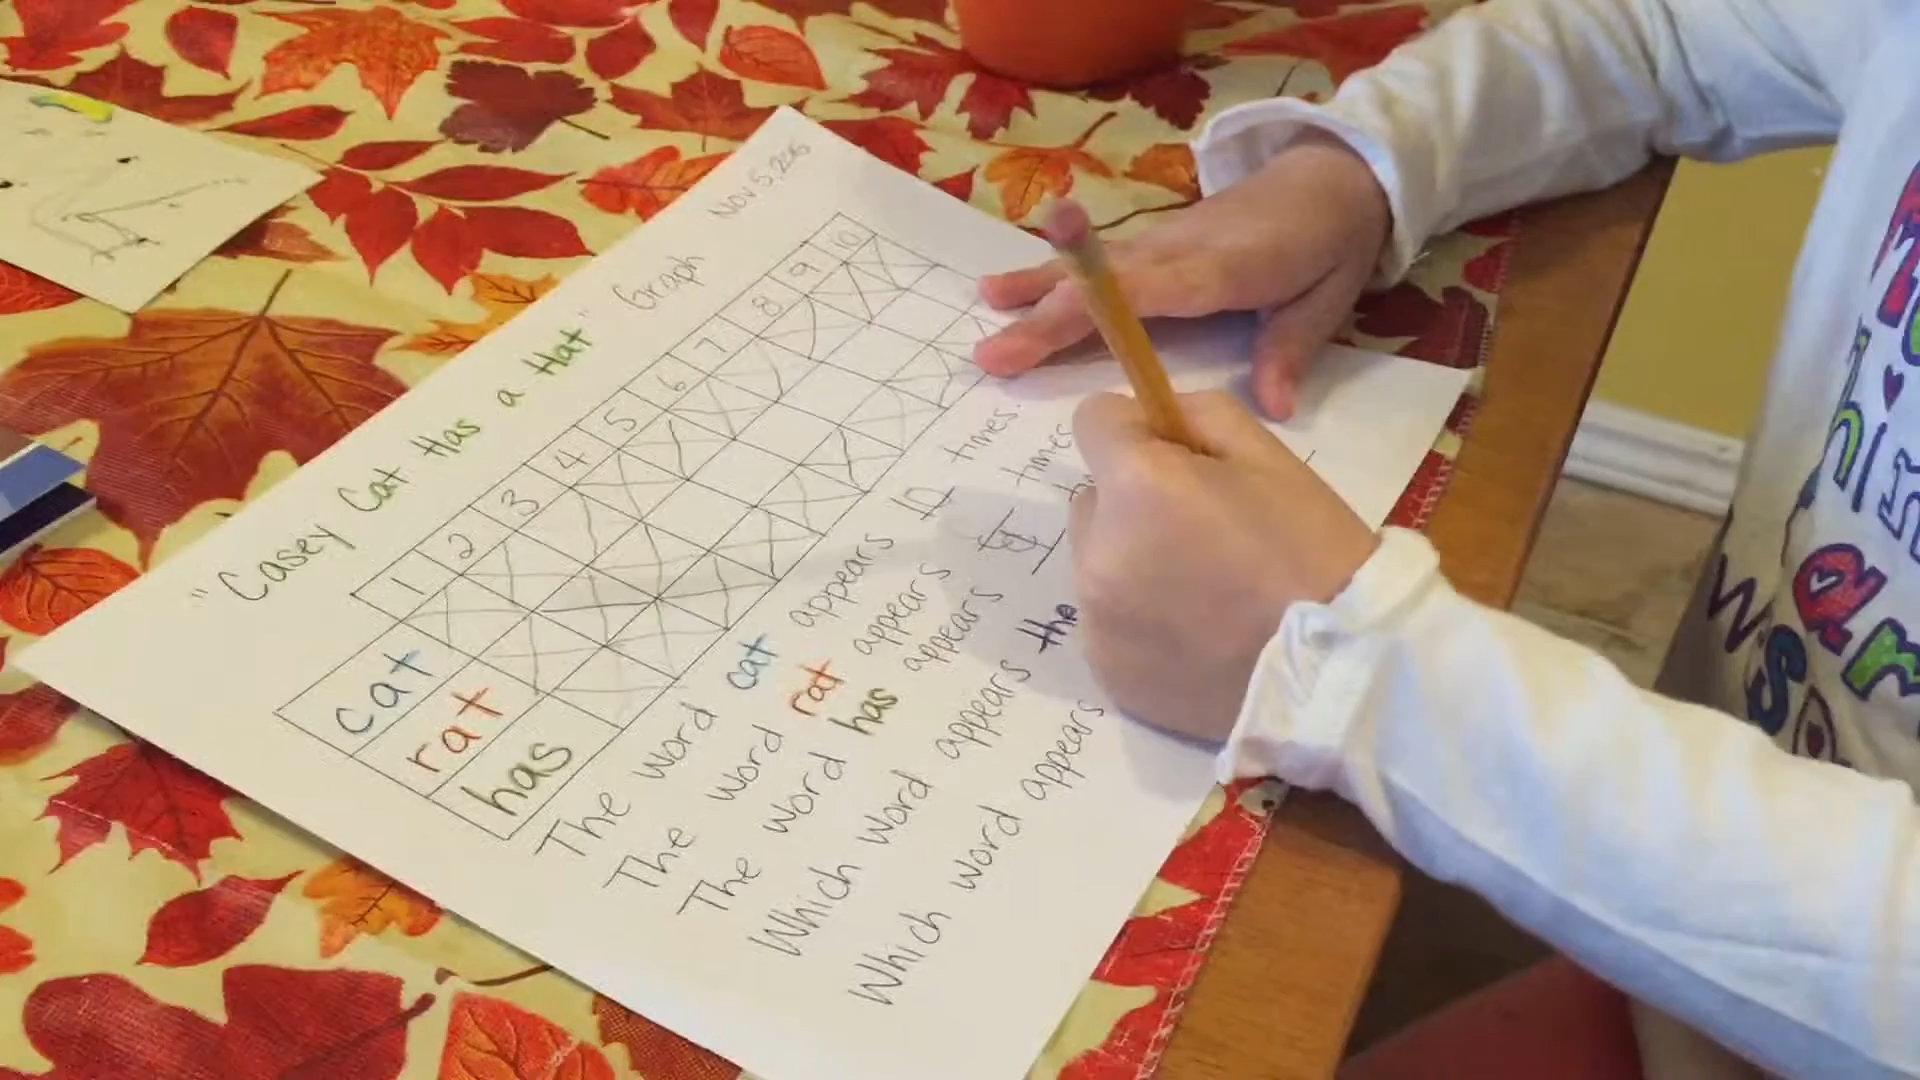 Nov 5, 2015
"Casey Cat Has a Hat" Graph
1 2 3 4 5 6 7 8 9 10
cat
rat
has
The word cat appears 10 times.
The word rat appears times
The word has appears
Which word appears the
Which word appears